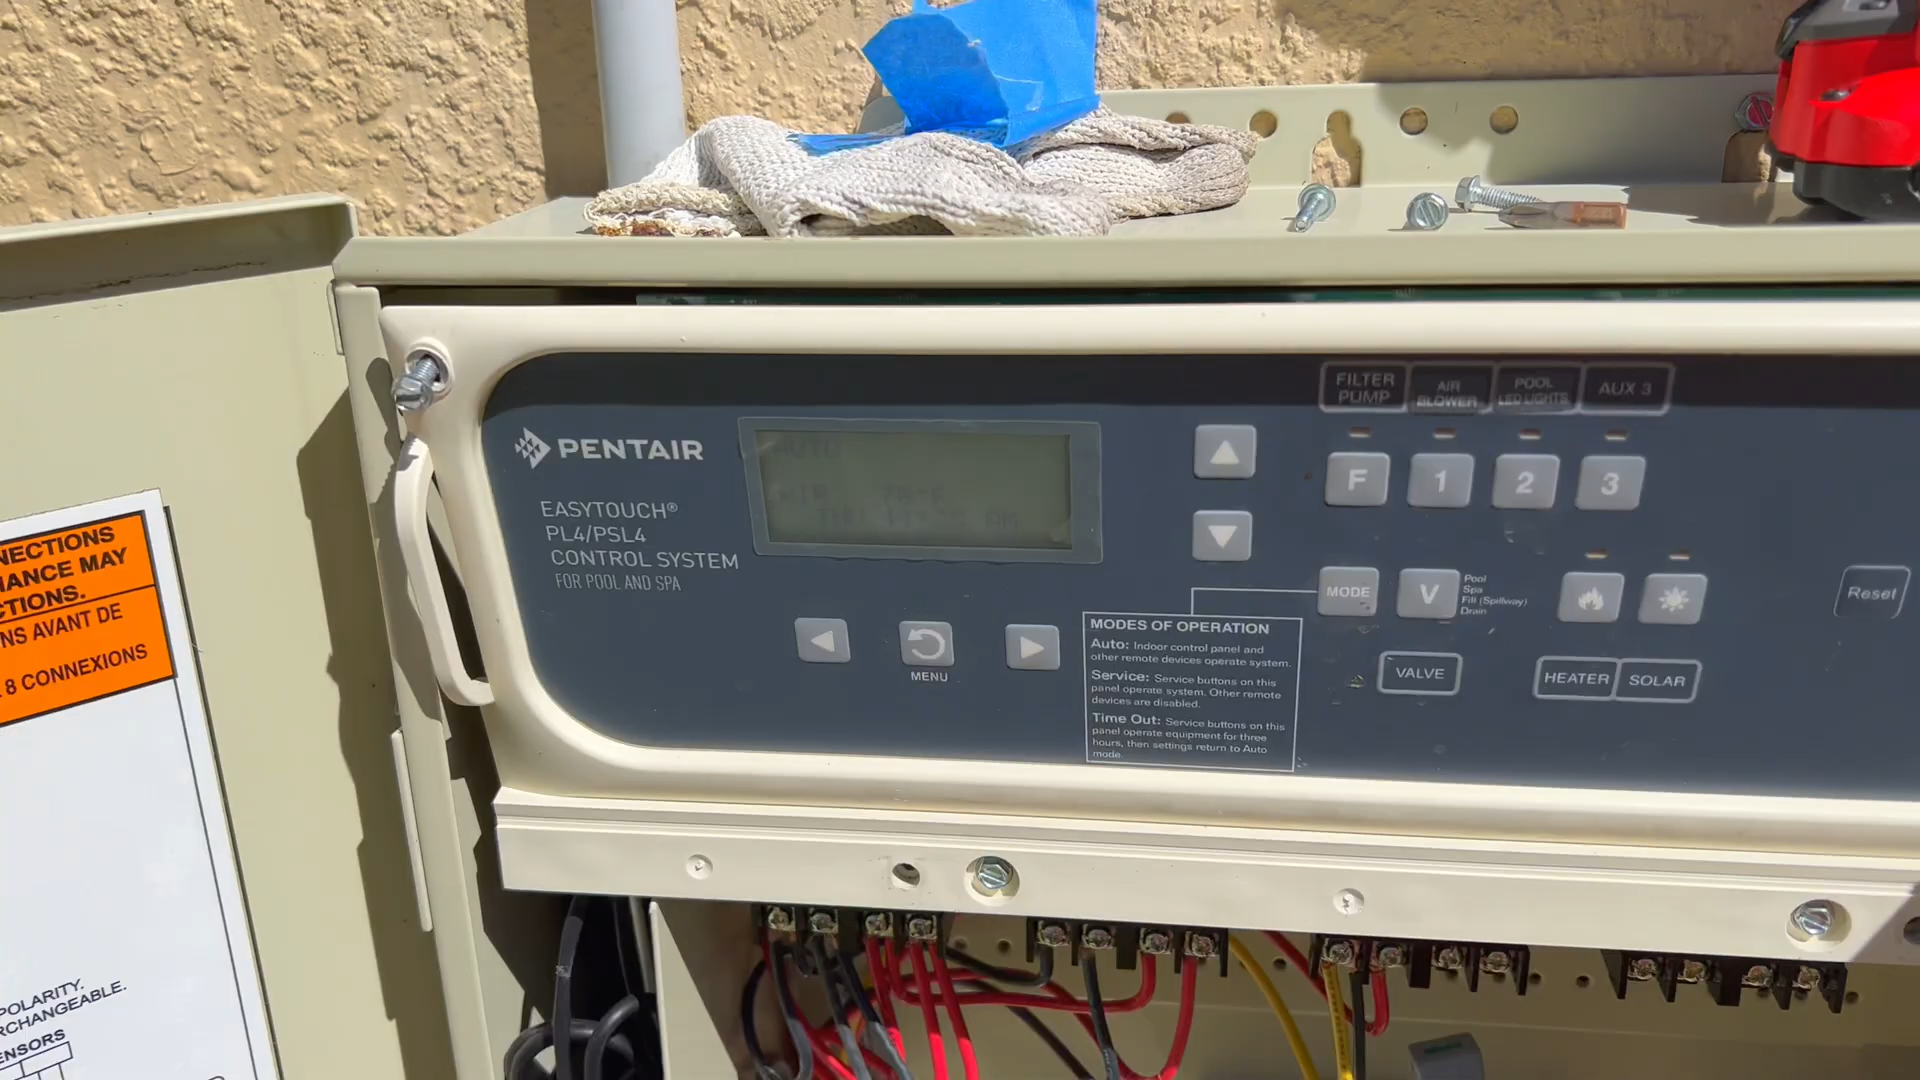 PENTAIR
EASYTOUCH®
PL4/PSL4
CONTROL SYSTEM
FOR POOL AND SPA
AUTO
AIR
AM
MENU
FILTER
PUMP
AIR
BLOWER
POOL
LED LIGHTS
AUX 3
F
1
2
3
MODE
V
Pool
Spa
Fill (Spillway)
Drain
Reset
VALVE
HEATER
SOLAR
MODES OF OPERATION
Auto: Indoor control panel and
other remote devices operate system.
Service: Service buttons on this
panel operate system. Other remote
devices are disabled.
Time Out: Service buttons on this
panel operate equipment for three
hours, then settings return to Auto
mode.
NECTIONS
IANCE MAY
CTIONS.
NS AVANT DE
8 CONNEXIONS
POLARITY.
RCHANGEABLE.
ENSORS